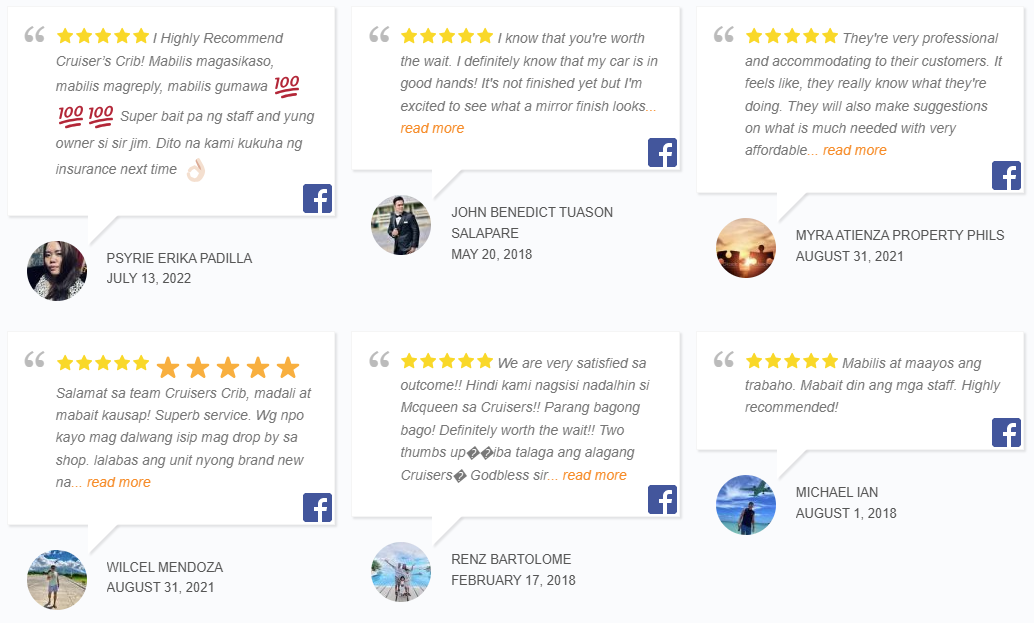 I Highly Recommend
Cruiser's Crib! Mabilis magasikaso,
mabilis magreply, mabilis gumawa 💯
💯💯 Super bait pa ng staff and yung
owner si sir jim. Dito na kami kukuha ng
insurance next time 👌🏻
PSYRIE ERIKA PADILLA
JULY 13, 2022
I know that you're worth
the wait. I definitely know that my car is in
good hands! It's not finished yet but I'm
excited to see what a mirror finish looks...
read more
JOHN BENEDICT TUASON
SALAPARE
MAY 20, 2018
They're very professional
and accommodating to their customers. It
feels like, they really know what they're
doing. They will also make suggestions
on what is much needed with very
affordable... read more
MYRA ATIENZA PROPERTY PHILS
AUGUST 31, 2021
Salamat sa team Cruisers Crib, madali at
mabait kausap! Superb service. Wg npo
kayo mag dalwang isip mag drop by sa
shop. lalabas ang unit nyong brand new
na... read more
WILCEL MENDOZA
AUGUST 31, 2021
We are very satisfied sa
outcome!! Hindi kami nagsisi nadalhin si
Mcqueen sa Cruisers!! Parang bagong
bago! Definitely worth the wait!! Two
thumbs up��iba talaga ang alagang
Cruisers� Godbless sir... read more
RENZ BARTOLOME
FEBRUARY 17, 2018
Mabilis at maayos ang
trabaho. Mabait din ang mga staff. Highly
recommended!
MICHAEL IAN
AUGUST 1, 2018